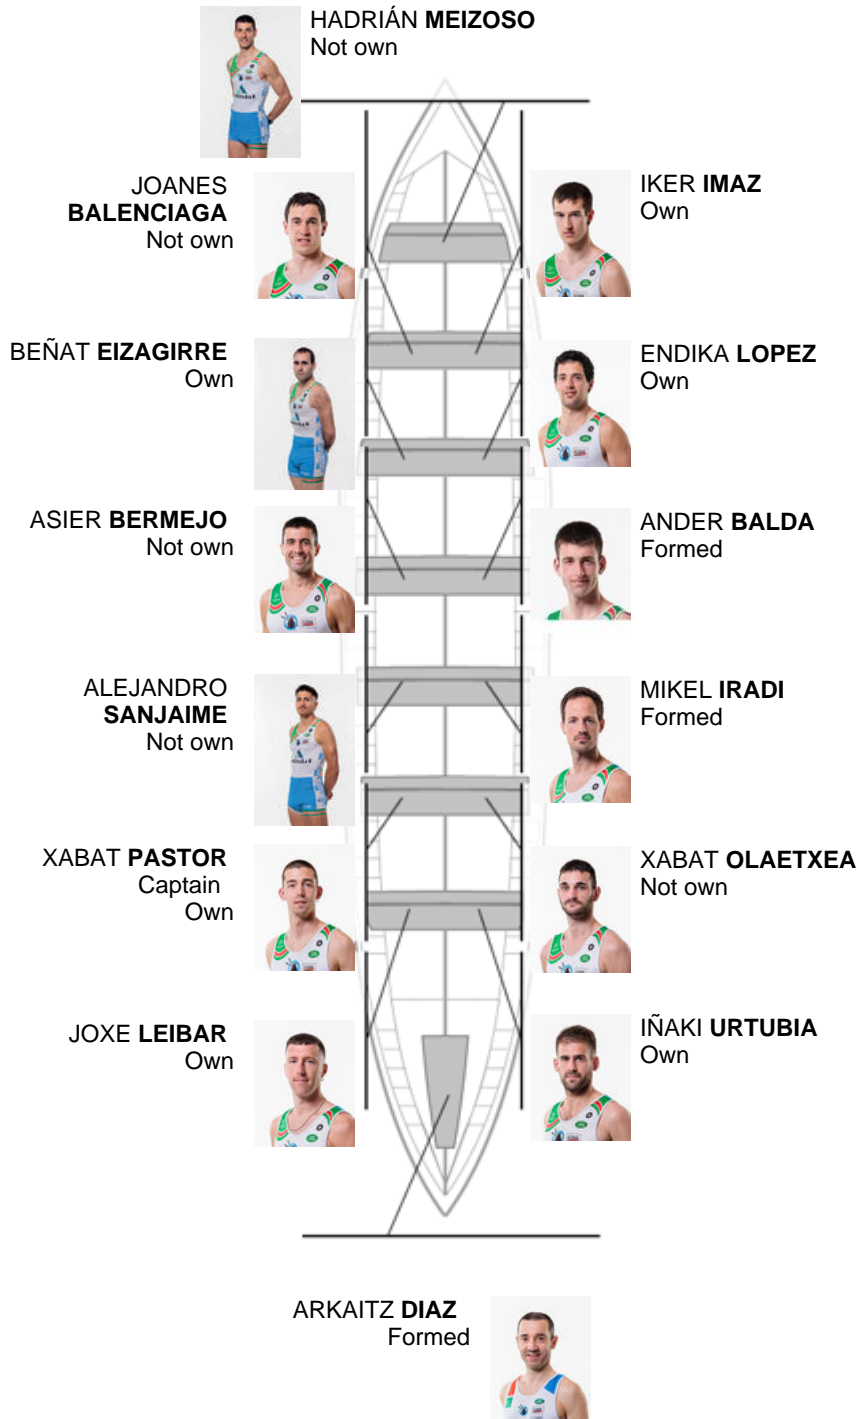 HADRIÁN MEIZOSO
Not own
JOANES
BALENCIAGA
Not own
IKER IMAZ
Own
BEÑAT EIZAGIRRE
Own
ENDIKA LOPEZ
Own
ASIER BERMEJO
Not own
ANDER BALDA
Formed
ALEJANDRO
SANJAIME
Not own
MIKEL IRADI
Formed
XABAT PASTOR
Captain
Own
XABAT OLAETXEA
Not own
JOXE LEIBAR
Own
IÑAKI URTUBIA
Own
ARKAITZ DIAZ
Formed